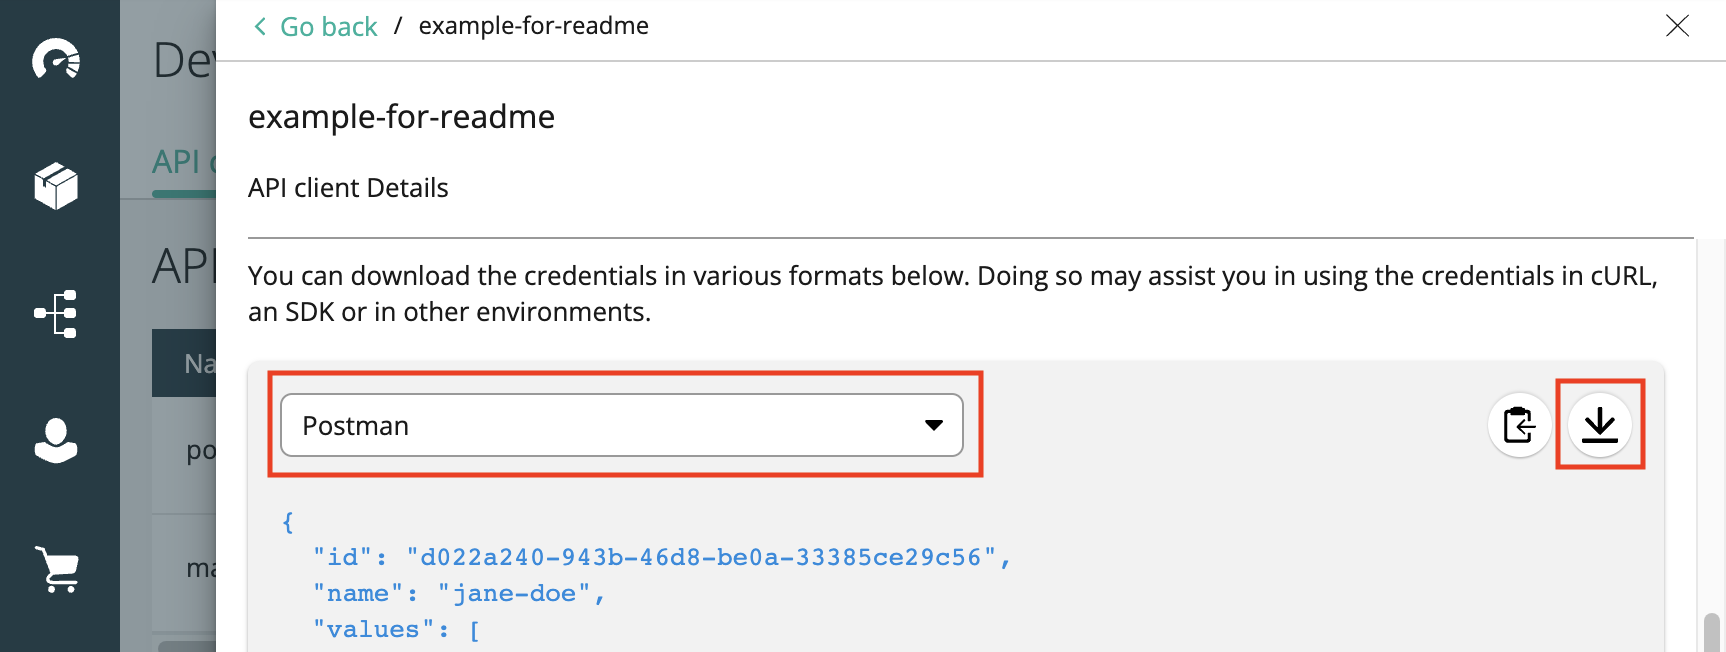 Go back / example-for-readme
example-for-readme
API client Details
You can download the credentials in various formats below. Doing so may assist you in using the credentials in cURL,
an SDK or in other environments.
Postman
{
"id": "d022a240-943b-46d8-be0a-33385ce29c56",
"name": "jane-doe",
"values": [
De
API
API
Na
po
ma